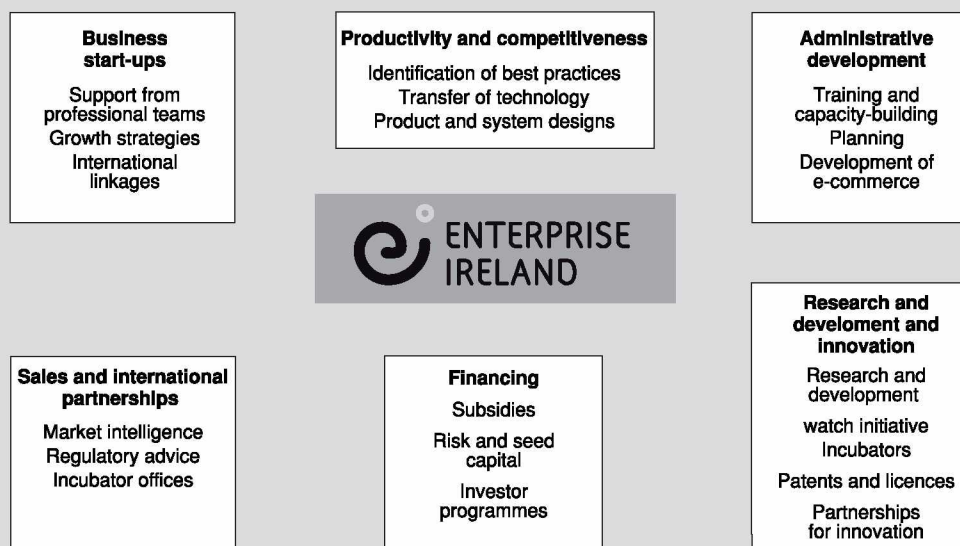 Business
start-ups
Support from
professional teams
Growth strategies
International
linkages
Productivity and competitiveness
Identification of best practices
Transfer of technology
Product and system designs
Administrative
development
Training and
capacity-building
Planning
Development of
e-commerce
ENTERPRISE
IRELAND
Sales and international
partnerships
Market intelligence
Regulatory advice
Incubator offices
Financing
Subsidies
Risk and seed
capital
Investor
programmes
Research and
develoment and
innovation
Research and
development
watch initiative
Incubators
Patents and licences
Partnerships
for innovation